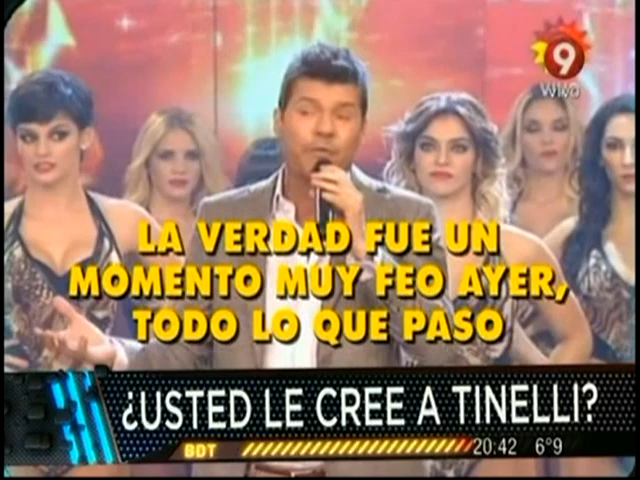 9
VIVO
LA VERDAD FUE UN
MOMENTO MUY FEO AYER,
TODO LO QUE PASO
¿USTED LE CREE A TINELLI?
BDT
20:42 6°9